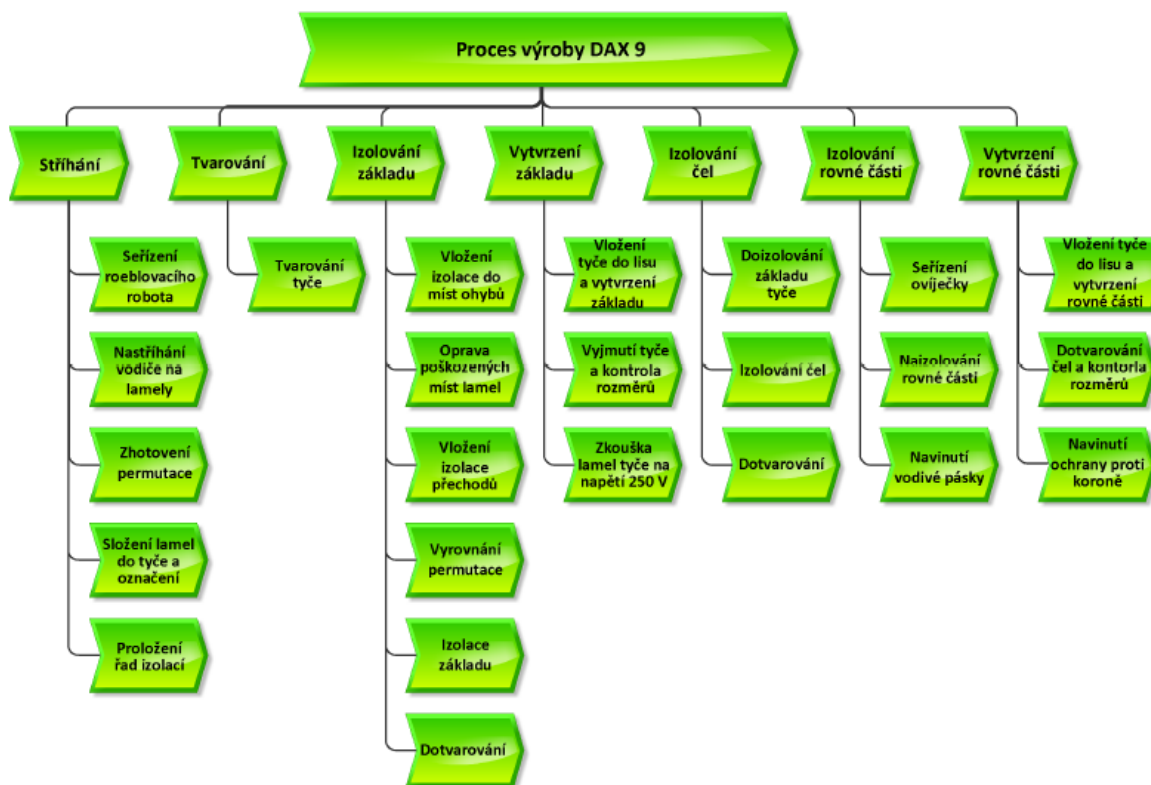 Proces výroby DAX 9
Stříhání
Tvarování
Izolování
základu
Vytvrzení
základu
Izolování
čel
Izolování
rovné části
Vytvrzení
rovné části
Seřízení
roeblovacího
robota
Nastříhání
vodiče na
lamely
Zhotovení
permutace
Složení lamel
do tyče a
označení
Proložení
řad izolací
Tvarování
tyče
Vložení
izolace do
míst ohybů
Oprava
poškozených
míst lamel
Vložení
izolace
přechodů
Vyrovnání
permutace
Izolace
základu
Dotvarování
Vložení
tyče do lisu
a vytvrzení
základu
Vyjmutí tyče
a kontrola
rozměrů
Zkouška
lamel tyče na
napětí 250 V
Doizolování
základu
tyče
Izolování čel
Dotvarování
Seřízení
ovíječky
Naizolování
rovné části
Navinutí
vodivé pásky
Vložení tyče
do lisu a
vytvrzení
rovné části
Dotvarování
čel a kontorla
rozměrů
Navinutí
ochrany proti
koroně